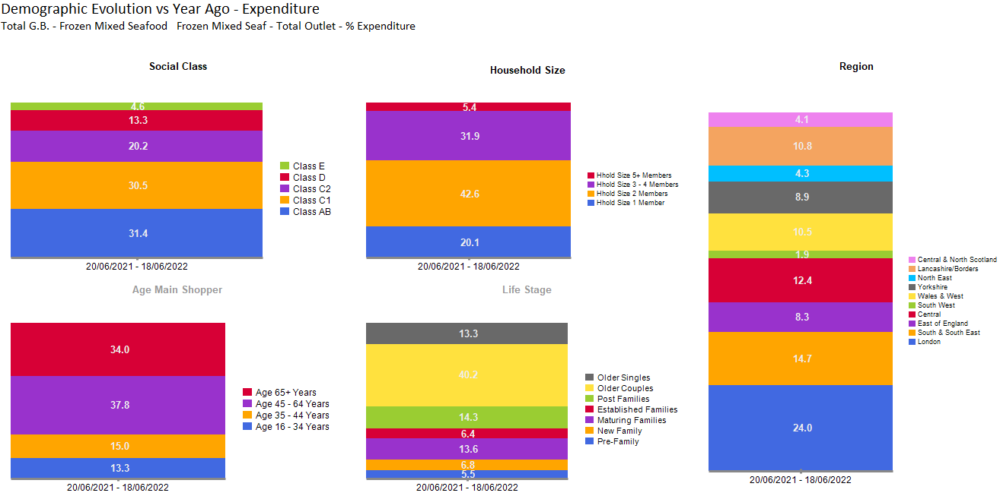 Demographic Evolution vs Year Ago - Expenditure
Total G.B. - Frozen Mixed Seafood   Frozen Mixed Seaf - Total Outlet - % Expenditure
Social Class
4.6
13.3
20.2
30.5
31.4
20/06/2021 - 18/06/2022
Class E
Class D
Class C2
Class C1
Class AB
Household Size
5.4
31.9
42.6
20.1
20/06/2021 - 18/06/2022
Hhold Size 5+ Members
Hhold Size 3 - 4 Members
Hhold Size 2 Members
Hhold Size 1 Member
Region
4.1
10.8
4.3
8.9
10.5
1.9
12.4
8.3
14.7
24.0
20/06/2021 - 18/06/2022
Central & North Scotland
Lancashire/Borders
North East
Yorkshire
Wales & West
South West
Central
East of England
South & South East
London
Age Main Shopper
34.0
37.8
15.0
13.3
20/06/2021 - 18/06/2022
Age 65+ Years
Age 45 - 64 Years
Age 35 - 44 Years
Age 16 - 34 Years
Life Stage
13.3
40.2
14.3
6.4
13.6
6.8
5.5
20/06/2021 - 18/06/2022
Older Singles
Older Couples
Post Families
Established Families
Maturing Families
New Family
Pre-Family